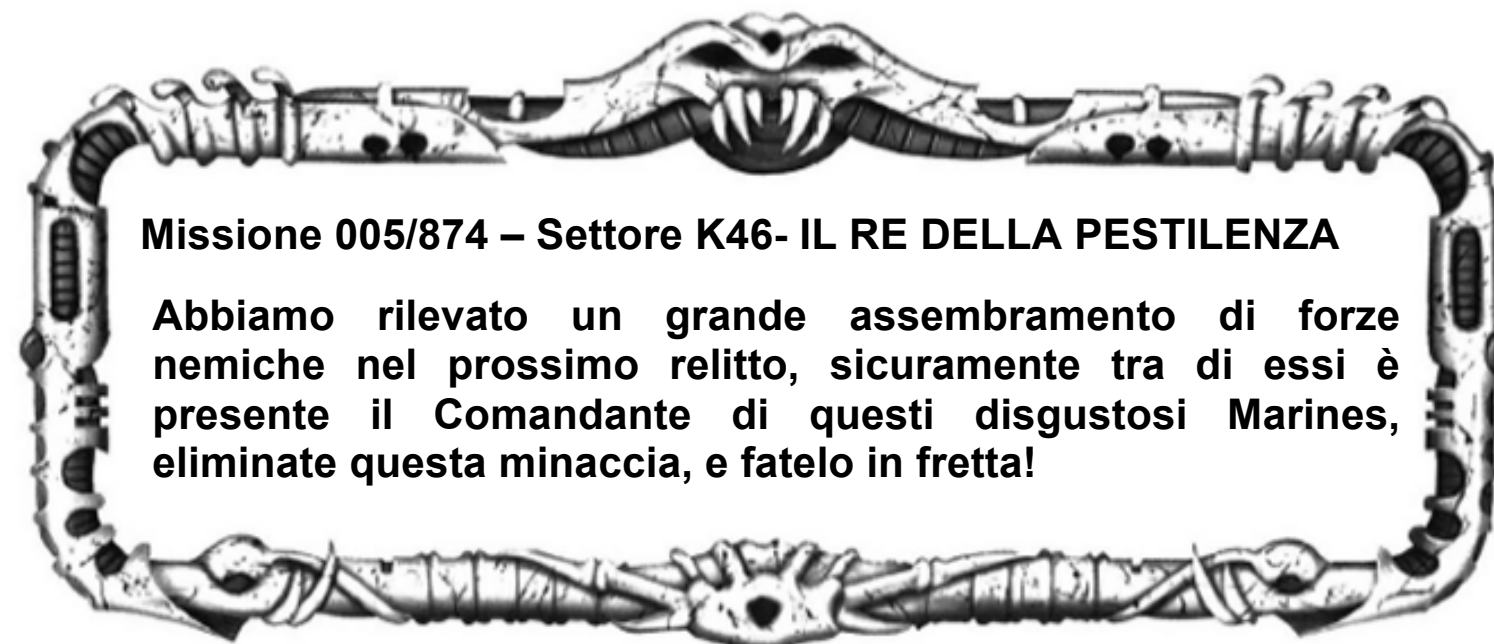 Missione 005/874 – Settore K46- IL RE DELLA PESTILENZA
Abbiamo rilevato un grande assembramento di forze
nemiche nel prossimo relitto, sicuramente tra di essi è
presente il Comandante di questi disgustosi Marines,
eliminate questa minaccia, e fatelo in fretta!